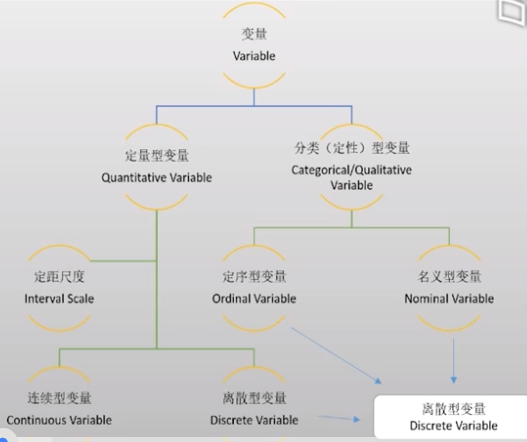 变量
Variable
定量型变量
Quantitative Variable
分类（定性）型变量
Categorical/Qualitative
Variable
定距尺度
Interval Scale
定序型变量
Ordinal Variable
名义型变量
Nominal Variable
连续型变量
Continuous Variable
离散型变量
Discrete Variable
离散型变量
Discrete Variable